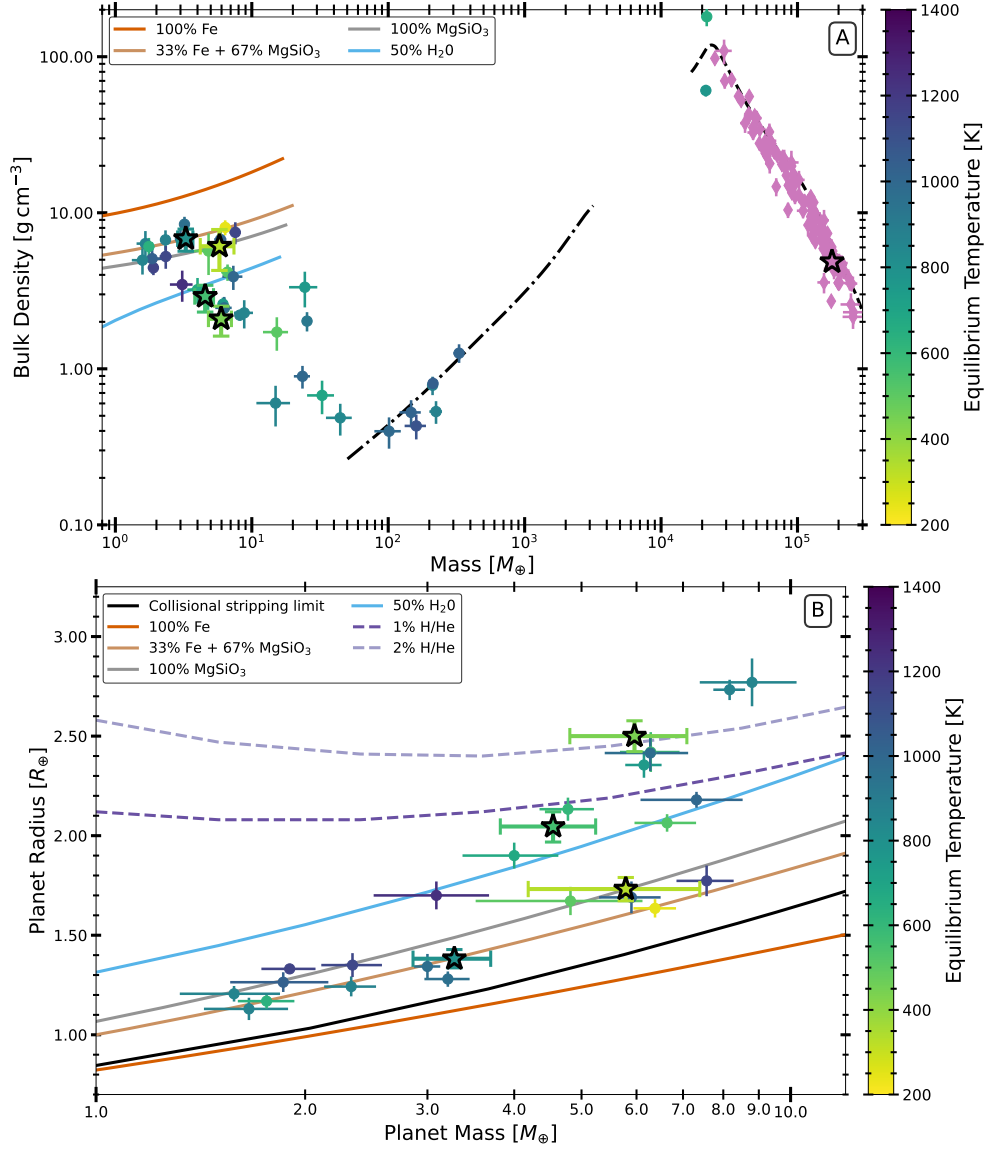 100% Fe
33% Fe + 67% MgSiO₃
100% MgSiO₃
50% H₂0
A
100.00
10.00
1.00
0.10
Bulk Density [g cm⁻³]
10⁰
10¹
10²
10³
10⁴
10⁵
Mass [M⊕]
1400
1200
1000
800
600
400
200
Equilibrium Temperature [K]
Collisional stripping limit
100% Fe
33% Fe + 67% MgSiO₃
100% MgSiO₃
50% H₂0
1% H/He
2% H/He
B
3.00
2.50
2.00
1.50
1.00
Planet Radius [R⊕]
1.0
2.0
3.0
4.0
5.0
6.0
7.0
8.0
9.0
10.0
Planet Mass [M⊕]
1400
1200
1000
800
600
400
200
Equilibrium Temperature [K]